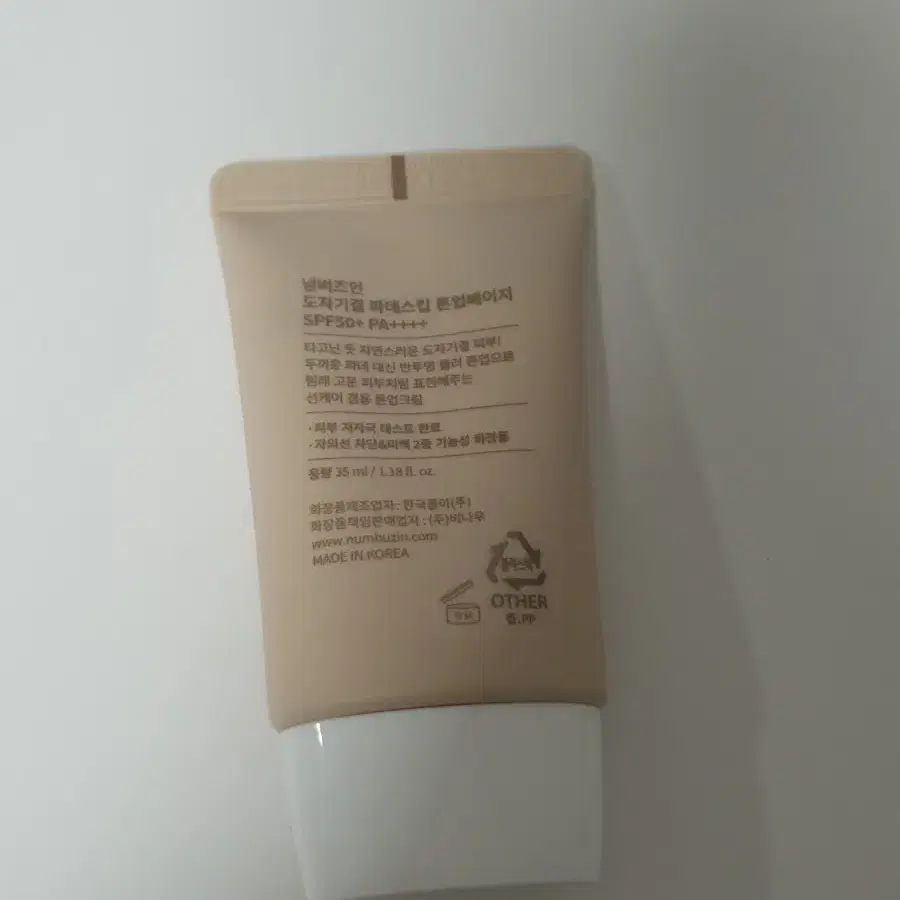 넘버즈인
도자기결 파데스킵 톤업베이지
SPF50+ PA++++
타고난 듯 자연스러운 도자기결 피부!
두꺼운 파데 대신 반투명 필터 톤업으로
원래 고운 피부처럼 표현해주는
선케어 겸용 톤업크림
· 피부 저자극 테스트 완료
· 자외선 차단&미백 2중 기능성 화장품
용량 35 ml / 1.18 fl. oz.
화장품제조업자 : 한국콜마(주)
화장품책임판매업자 : (주)비나우
www.numbuzin.com
MADE IN KOREA
OTHER
캡:PP